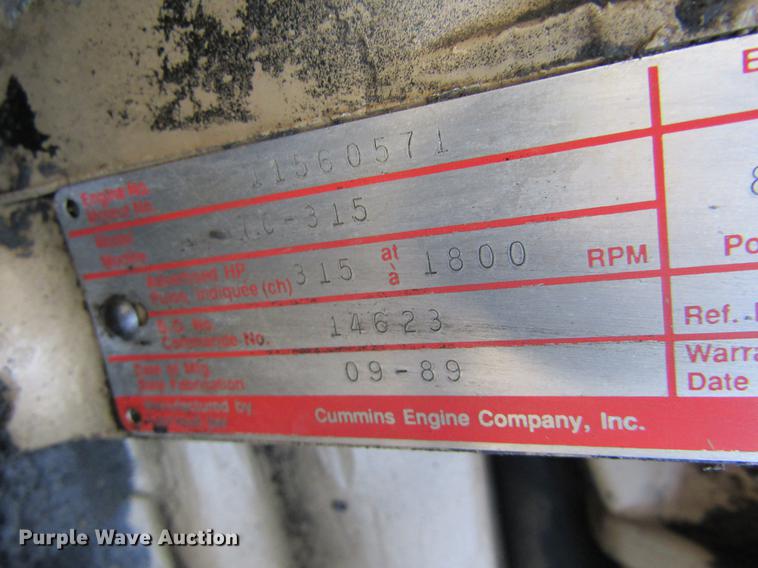 E
Engine No. 11560571
Moteur No.
Model -315
Modele
8
Advertised HP 315 at 1800 RPM
Puiss. Indiquée (ch) à
Po
S.O. No. 14623
Commande No.
Ref.
Date of Mfg. 09-89
Date Fabrication
Warra
Date
Manufactured by Cummins Engine Company, Inc.
Purple Wave Auction